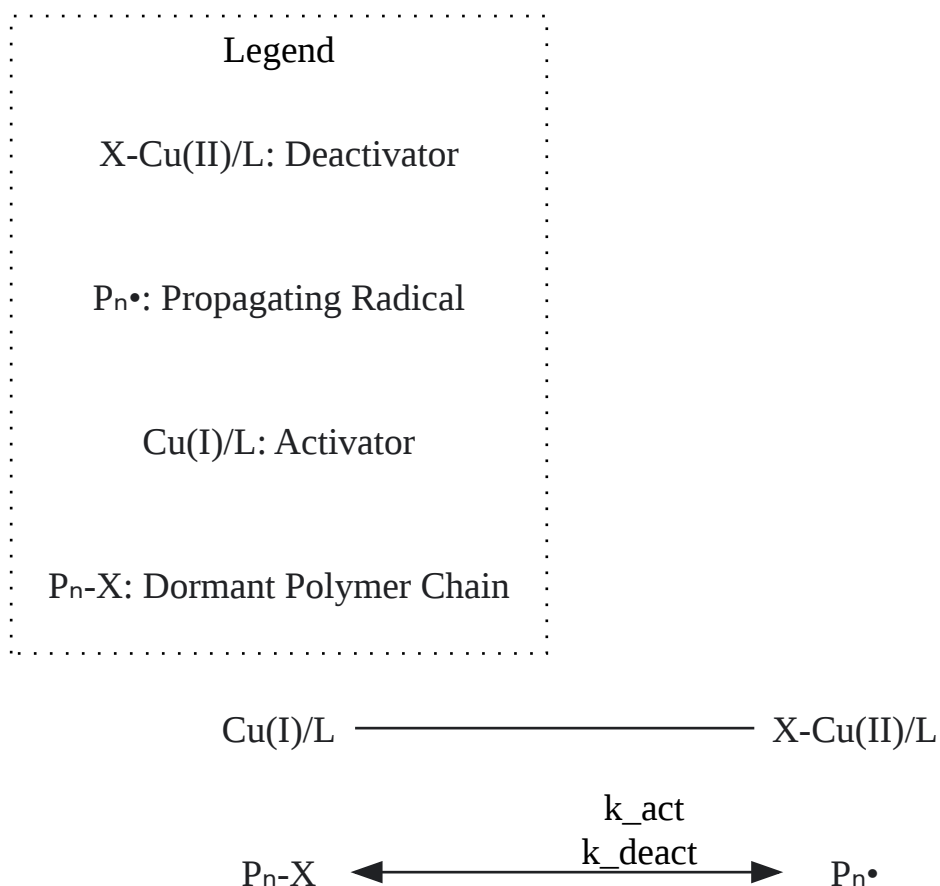 Legend
X-Cu(II)/L: Deactivator
Pₙ•: Propagating Radical
Cu(I)/L: Activator
Pₙ-X: Dormant Polymer Chain
Cu(I)/L X-Cu(II)/L
k_act
k_deact
Pₙ-X Pₙ•